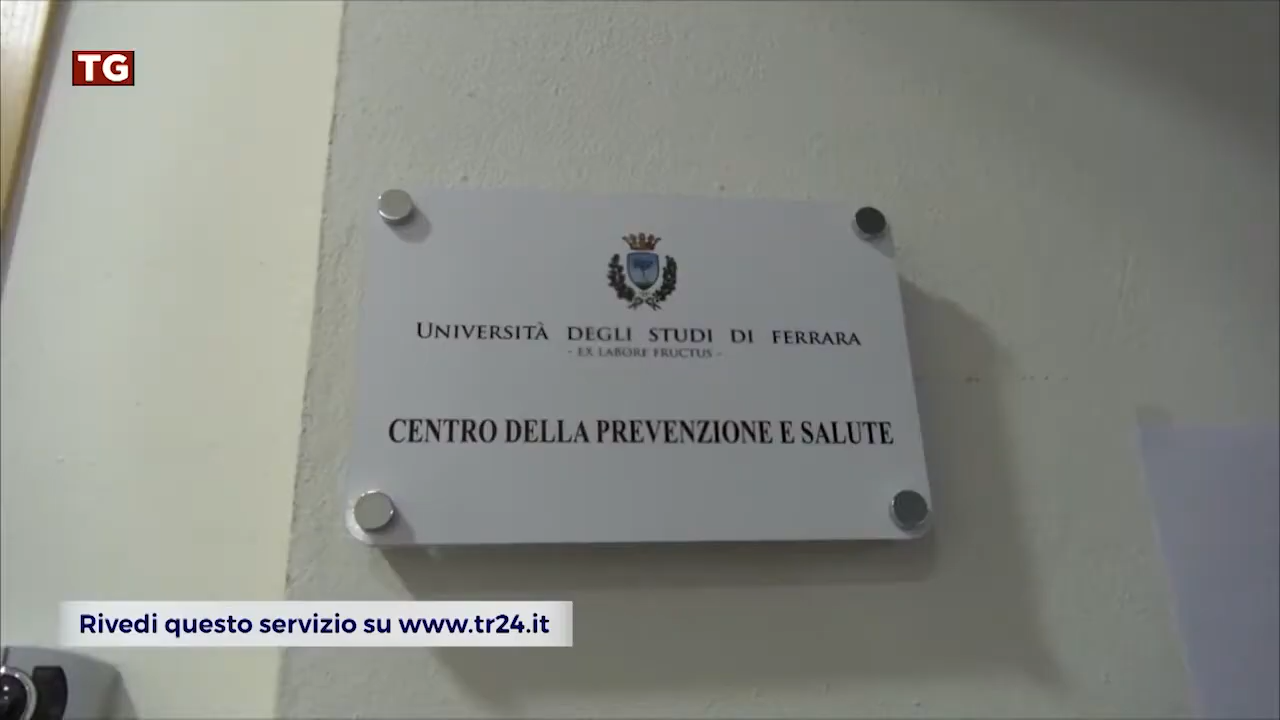 TG
UNIVERSITÀ DEGLI STUDI DI FERRARA
- EX LABORE FRUCTUS -
CENTRO DELLA PREVENZIONE E SALUTE
Rivedi questo servizio su www.tr24.it